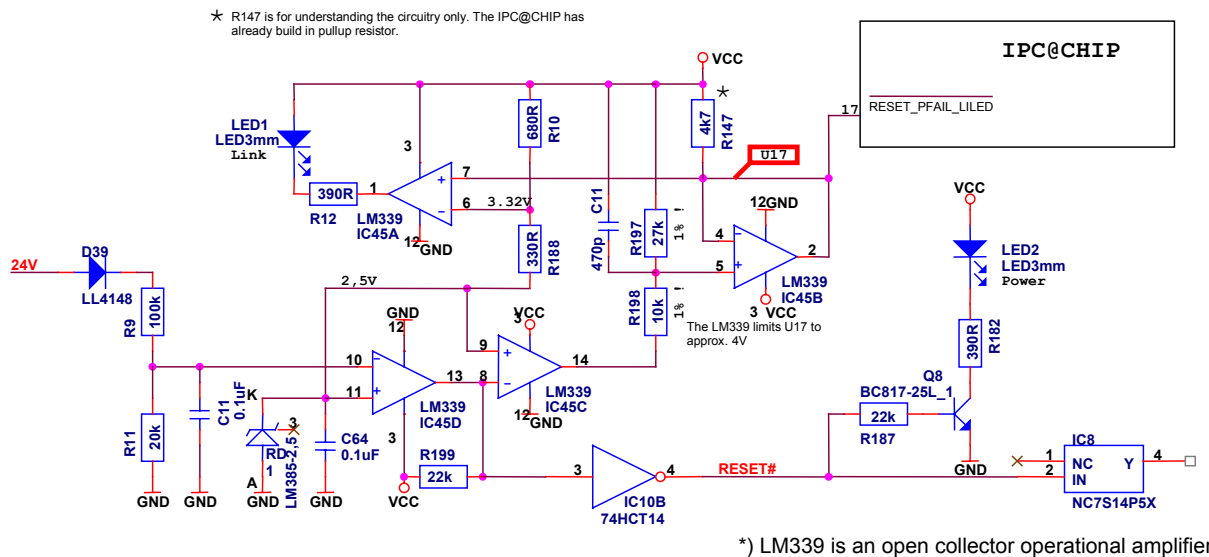 * R147 is for understanding the circuitry only. The IPC@CHIP has
already build in pullup resistor.
VCC
IPC@CHIP
17
RESET_PFAIL_LILED
*
4k7
R147
U17
680R
R10
LED1
LED3mm
Link
3
7
6
1
390R
R12
LM339
IC45A
12
GND
3.32V
330R
R188
C11
470p
R197
27k
1% !
12
GND
4
5
2
LM339
IC45B
3
VCC
R198
10k
1% !
The LM339 limits U17 to
approx. 4V
VCC
LED2
LED3mm
Power
390R
R182
24V
D39
LL4148
R9
100k
2,5V
GND
12
10
11
13
LM339
IC45D
3
VCC
3
VCC
9
8
14
LM339
IC45C
12
GND
R11
20k
GND
C11
0.1uF
GND
K
3
RD
1
LM385-2,5
A
GND
C64
0.1uF
GND
R199
22k
3
4
IC10B
74HCT14
RESET#
22k
R187
Q8
BC817-25L_1
GND
IC8
1
NC
2
IN
Y
4
NC7S14P5X
*) LM339 is an open collector operational amplifier